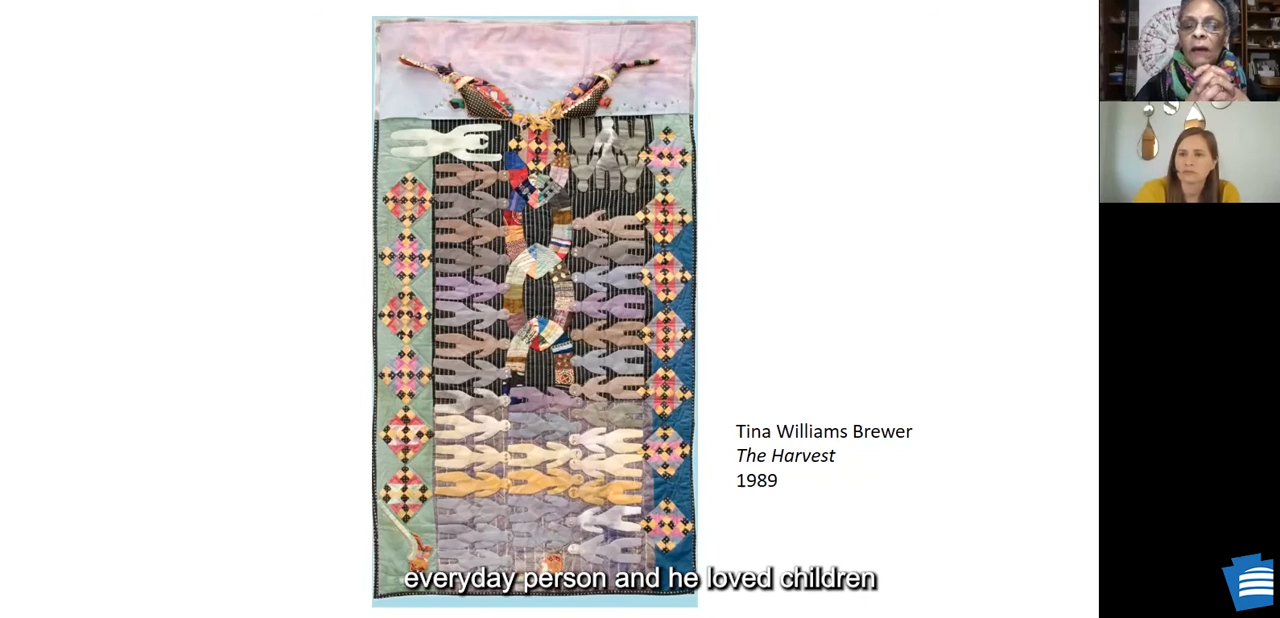 Tina Williams Brewer
The Harvest
1989
everyday person and he loved children